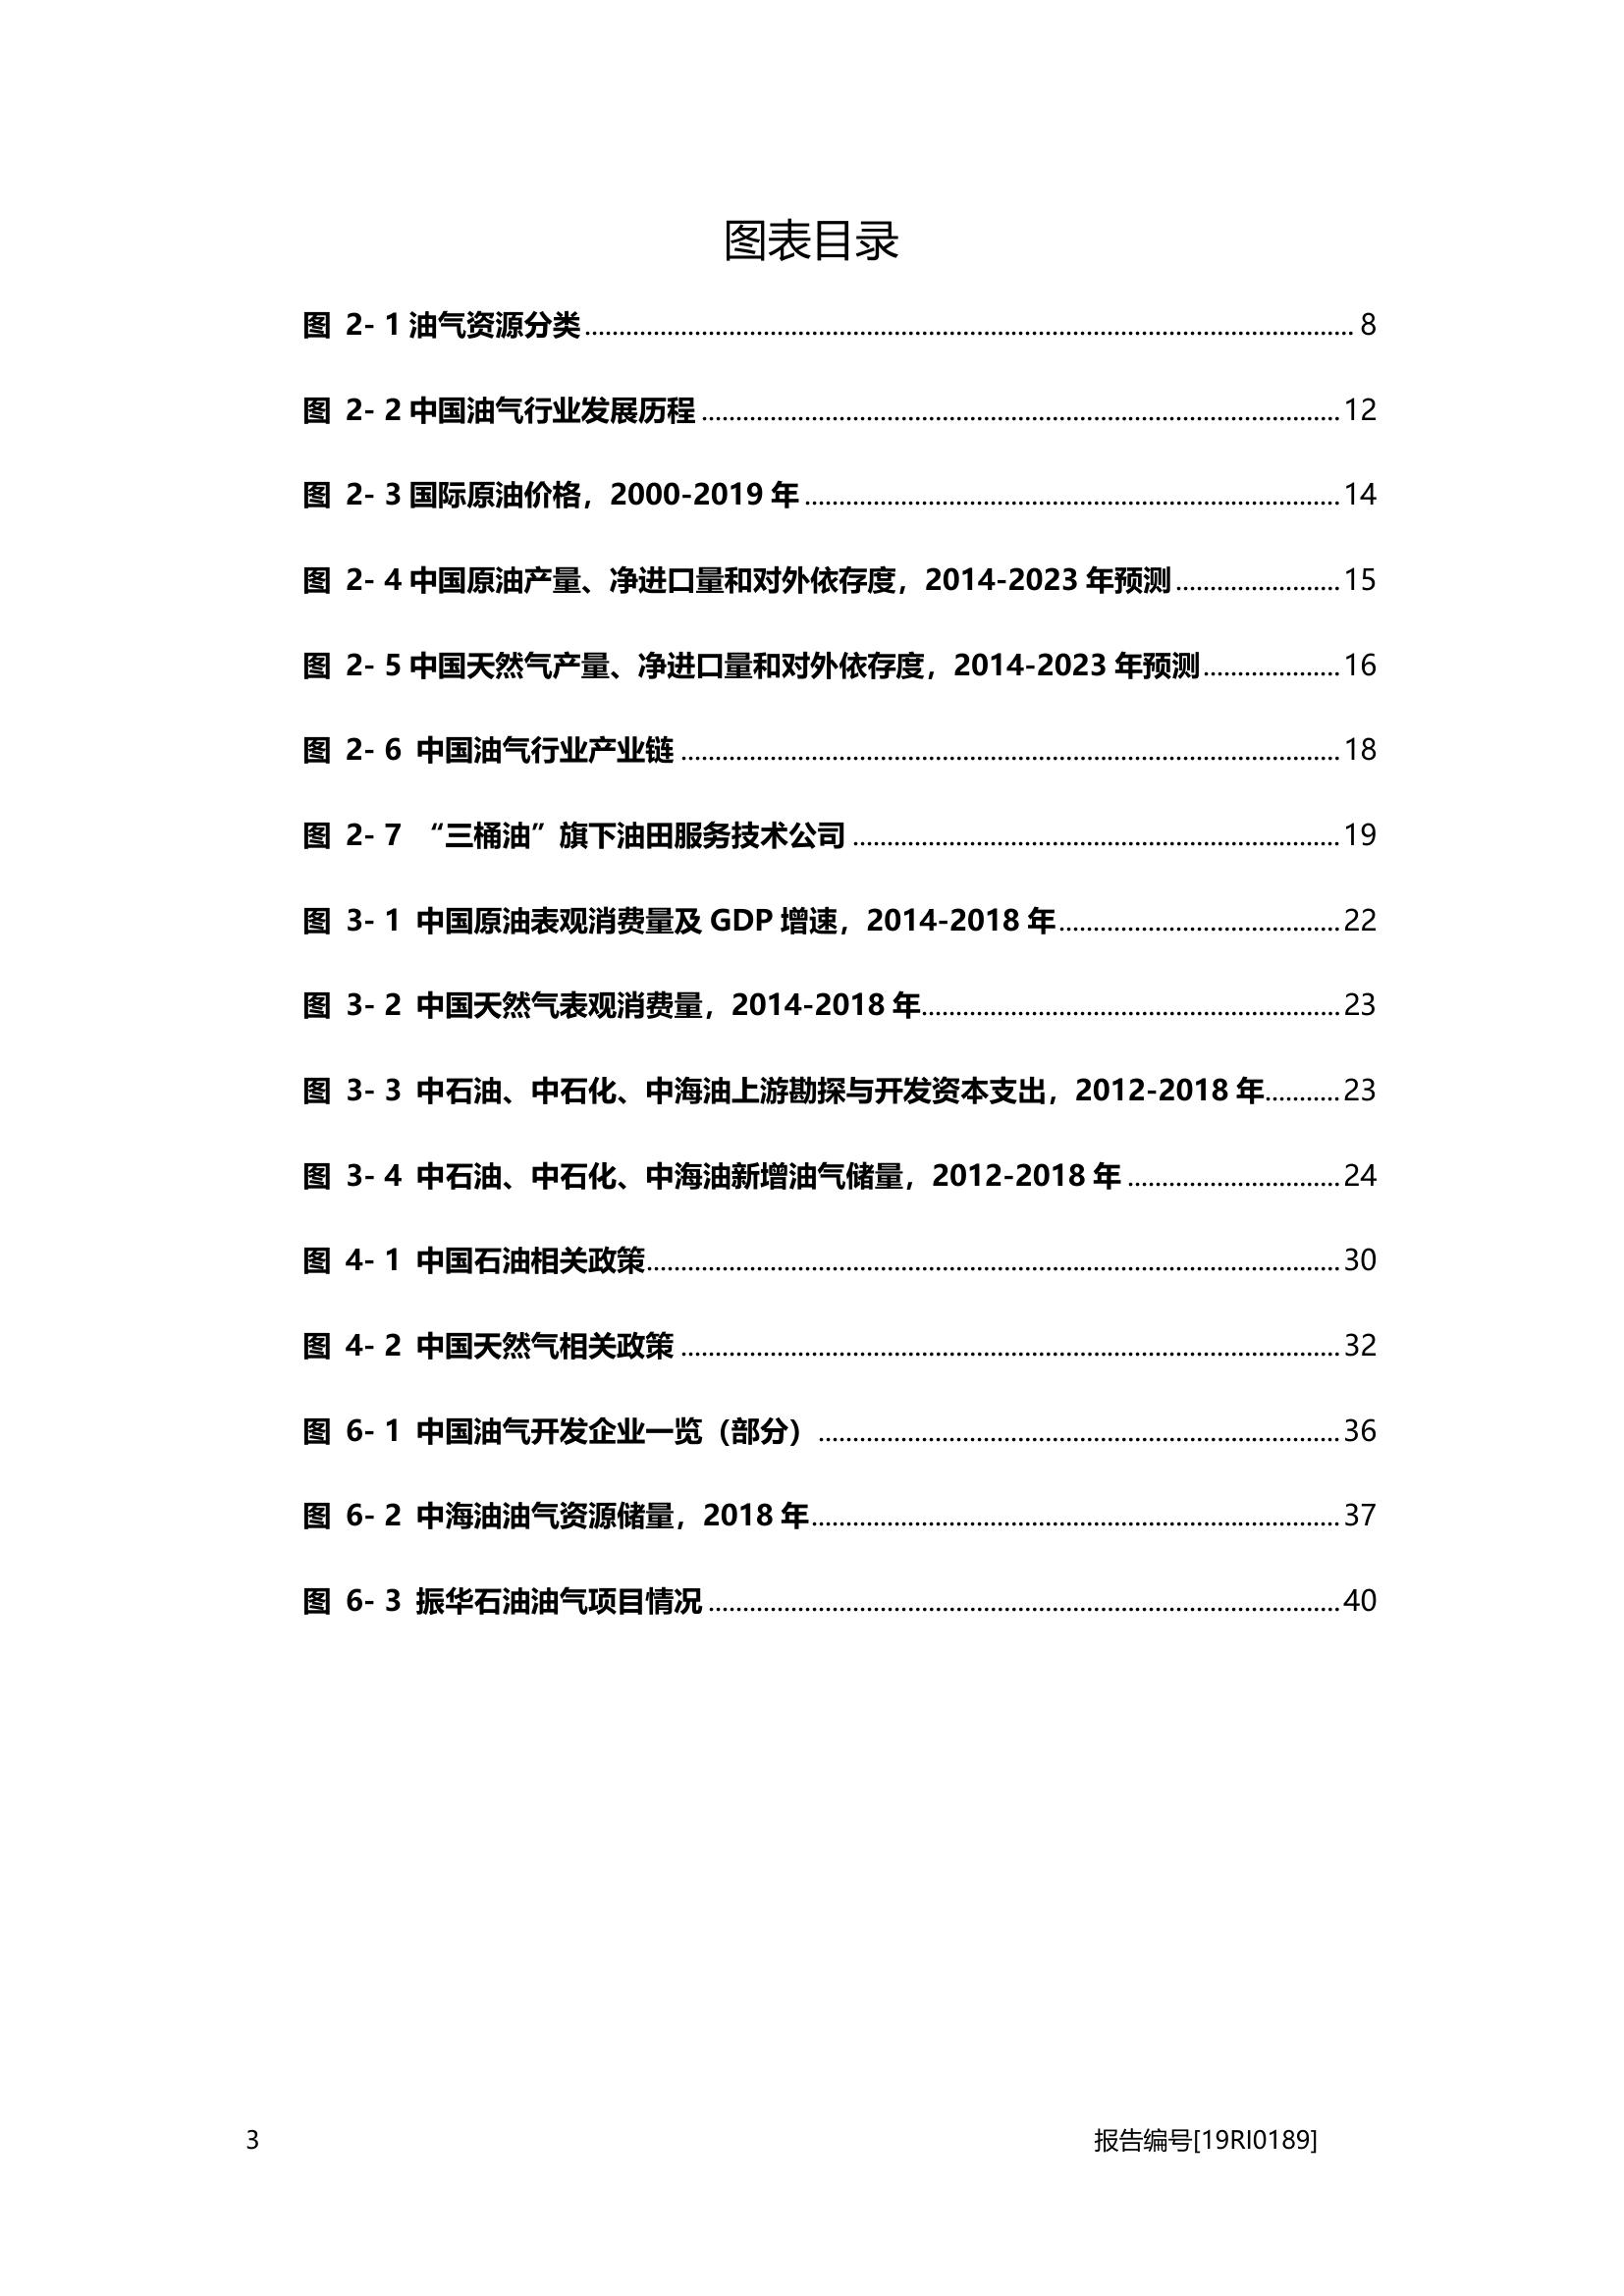 图表目录
图 2- 1 油气资源分类 8
图 2- 2 中国油气行业发展历程 12
图 2- 3 国际原油价格，2000-2019 年 14
图 2- 4 中国原油产量、净进口量和对外依存度，2014-2023 年预测 15
图 2- 5 中国天然气产量、净进口量和对外依存度，2014-2023 年预测 16
图 2- 6 中国油气行业产业链 18
图 2- 7 “三桶油”旗下油田服务技术公司 19
图 3- 1 中国原油表观消费量及 GDP 增速，2014-2018 年 22
图 3- 2 中国天然气表观消费量，2014-2018 年 23
图 3- 3 中石油、中石化、中海油上游勘探与开发资本支出，2012-2018 年 23
图 3- 4 中石油、中石化、中海油新增油气储量，2012-2018 年 24
图 4- 1 中国石油相关政策 30
图 4- 2 中国天然气相关政策 32
图 6- 1 中国油气开发企业一览（部分） 36
图 6- 2 中海油油气资源储量，2018 年 37
图 6- 3 振华石油油气项目情况 40
3 报告编号[19RI0189]